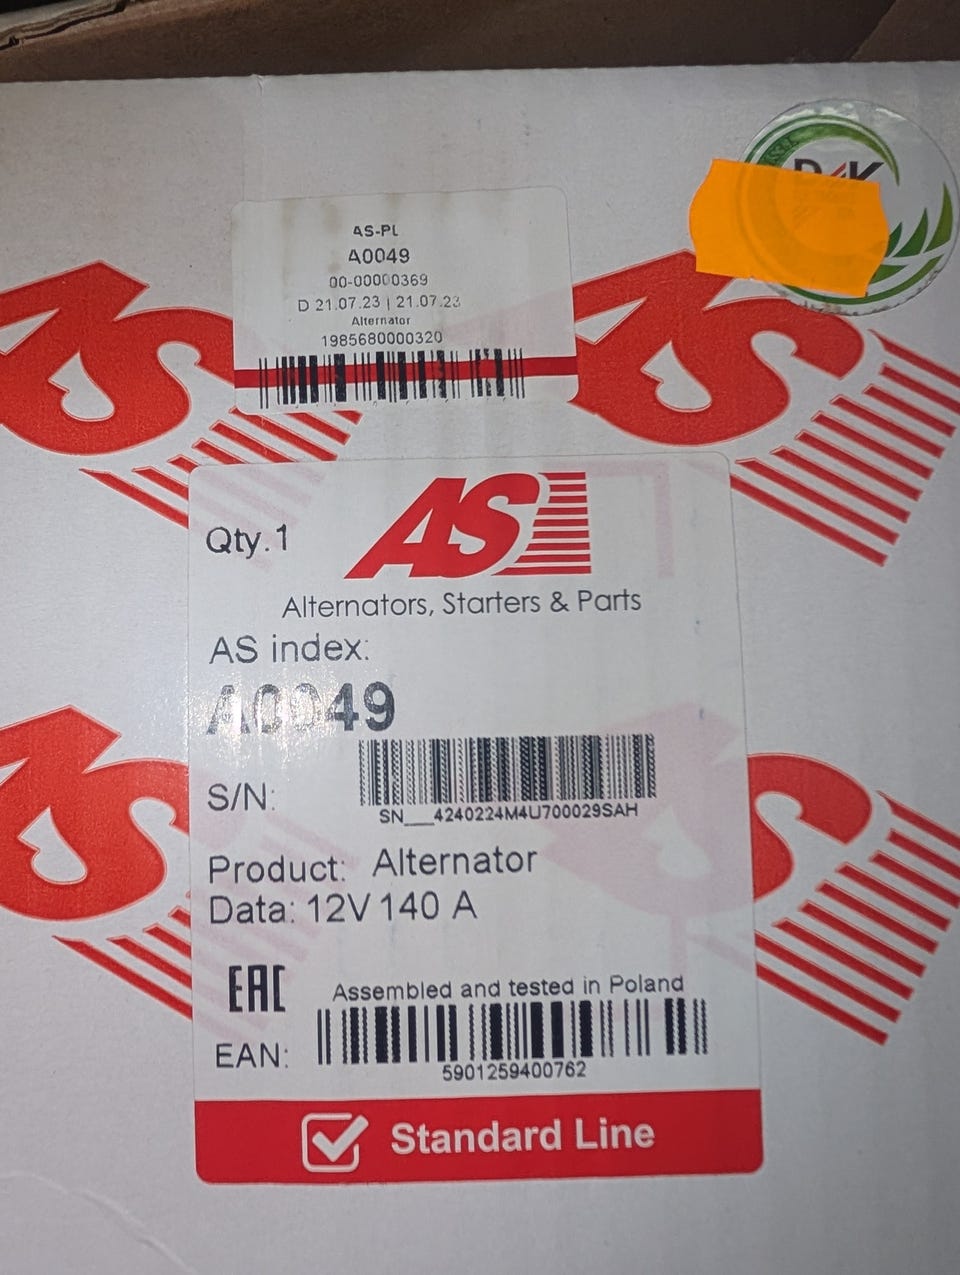 AS-PL
A0049
00-00000369
D 21.07.23 | 21.07.23
Alternator
1985680000320
Qty.1
AS
Alternators, Starters & Parts
AS index:
A0049
S/N:
SN___4240224M4U700029SAH
Product: Alternator
Data: 12V 140 A
EAC
Assembled and tested in Poland
EAN:
5901259400762
Standard Line